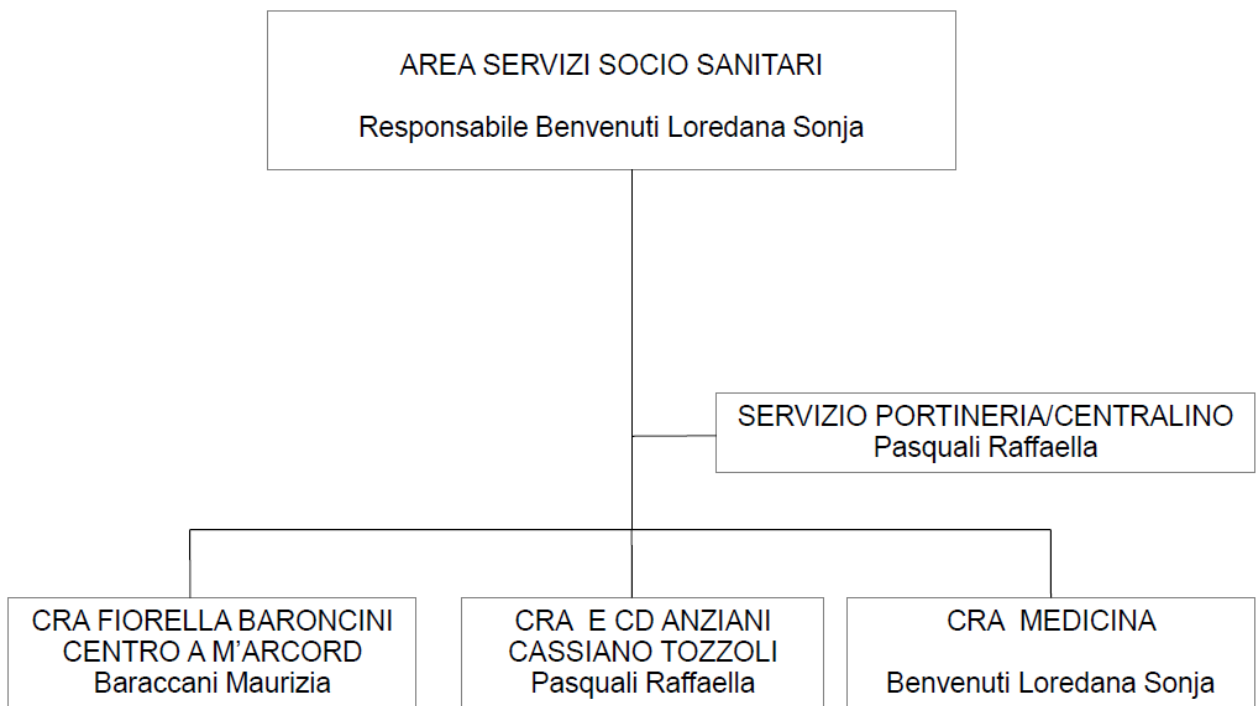 AREA SERVIZI SOCIO SANITARI
Responsabile Benvenuti Loredana Sonja
SERVIZIO PORTINERIA/CENTRALINO
Pasquali Raffaella
CRA FIORELLA BARONCINI
CENTRO A M’ARCORD
Baraccani Maurizia
CRA E CD ANZIANI
CASSIANO TOZZOLI
Pasquali Raffaella
CRA MEDICINA
Benvenuti Loredana Sonja